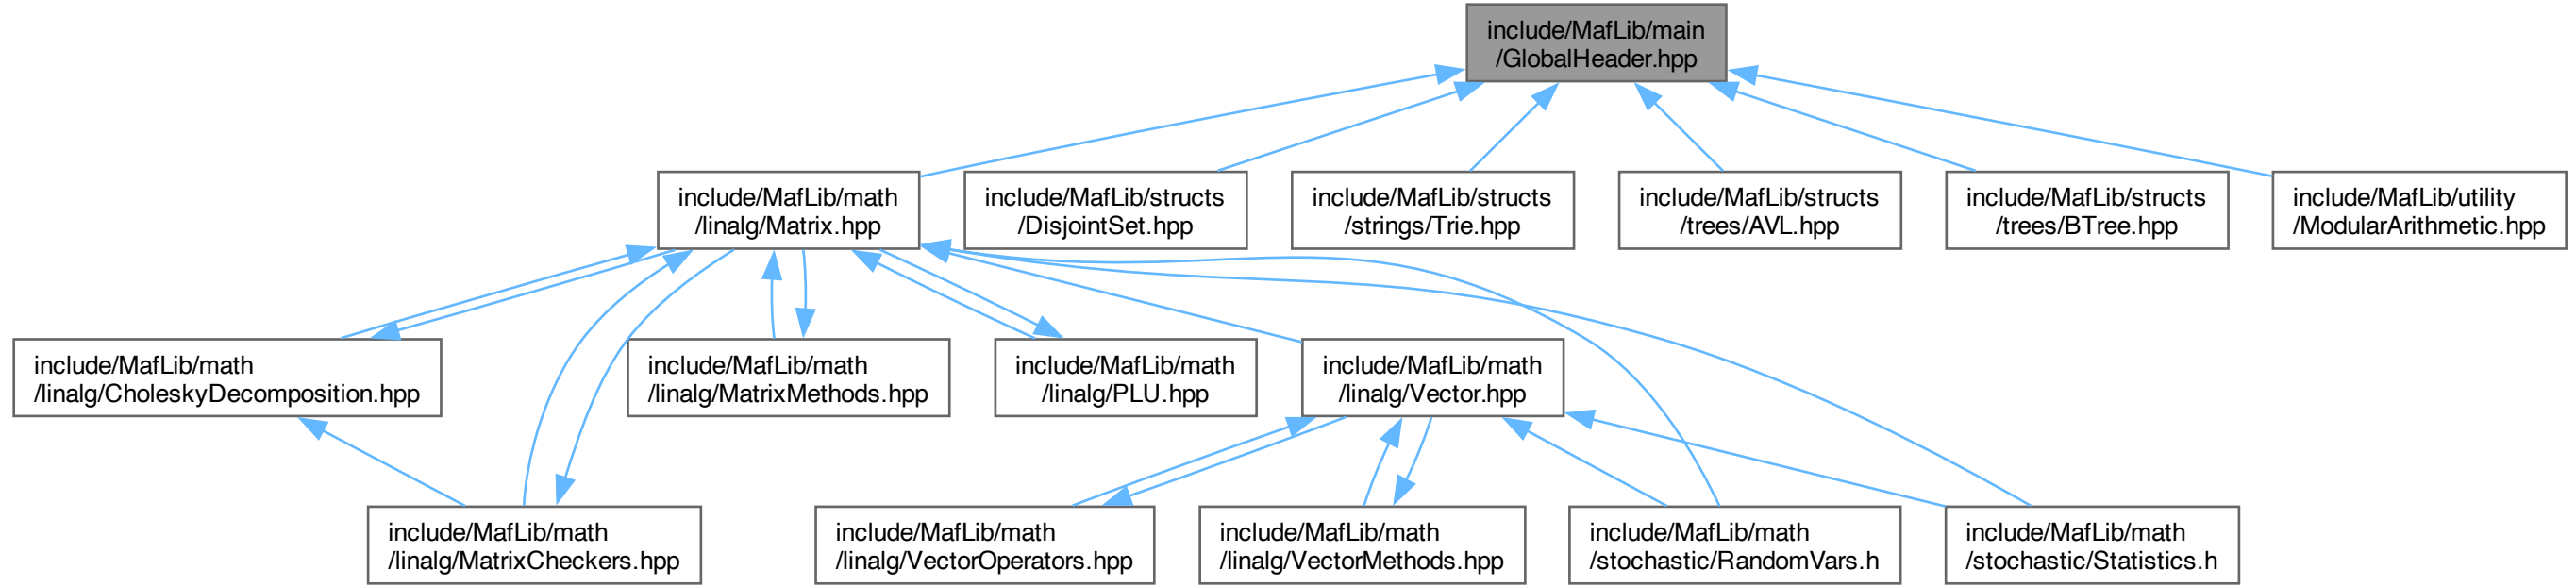 include/MafLib/main
/GlobalHeader.hpp
include/MafLib/math
/linalg/Matrix.hpp
include/MafLib/structs
/DisjointSet.hpp
include/MafLib/structs
/strings/Trie.hpp
include/MafLib/structs
/trees/AVL.hpp
include/MafLib/structs
/trees/BTree.hpp
include/MafLib/utility
/ModularArithmetic.hpp
include/MafLib/math
/linalg/CholeskyDecomposition.hpp
include/MafLib/math
/linalg/MatrixMethods.hpp
include/MafLib/math
/linalg/PLU.hpp
include/MafLib/math
/linalg/Vector.hpp
include/MafLib/math
/linalg/MatrixCheckers.hpp
include/MafLib/math
/linalg/VectorOperators.hpp
include/MafLib/math
/linalg/VectorMethods.hpp
include/MafLib/math
/stochastic/RandomVars.h
include/MafLib/math
/stochastic/Statistics.h